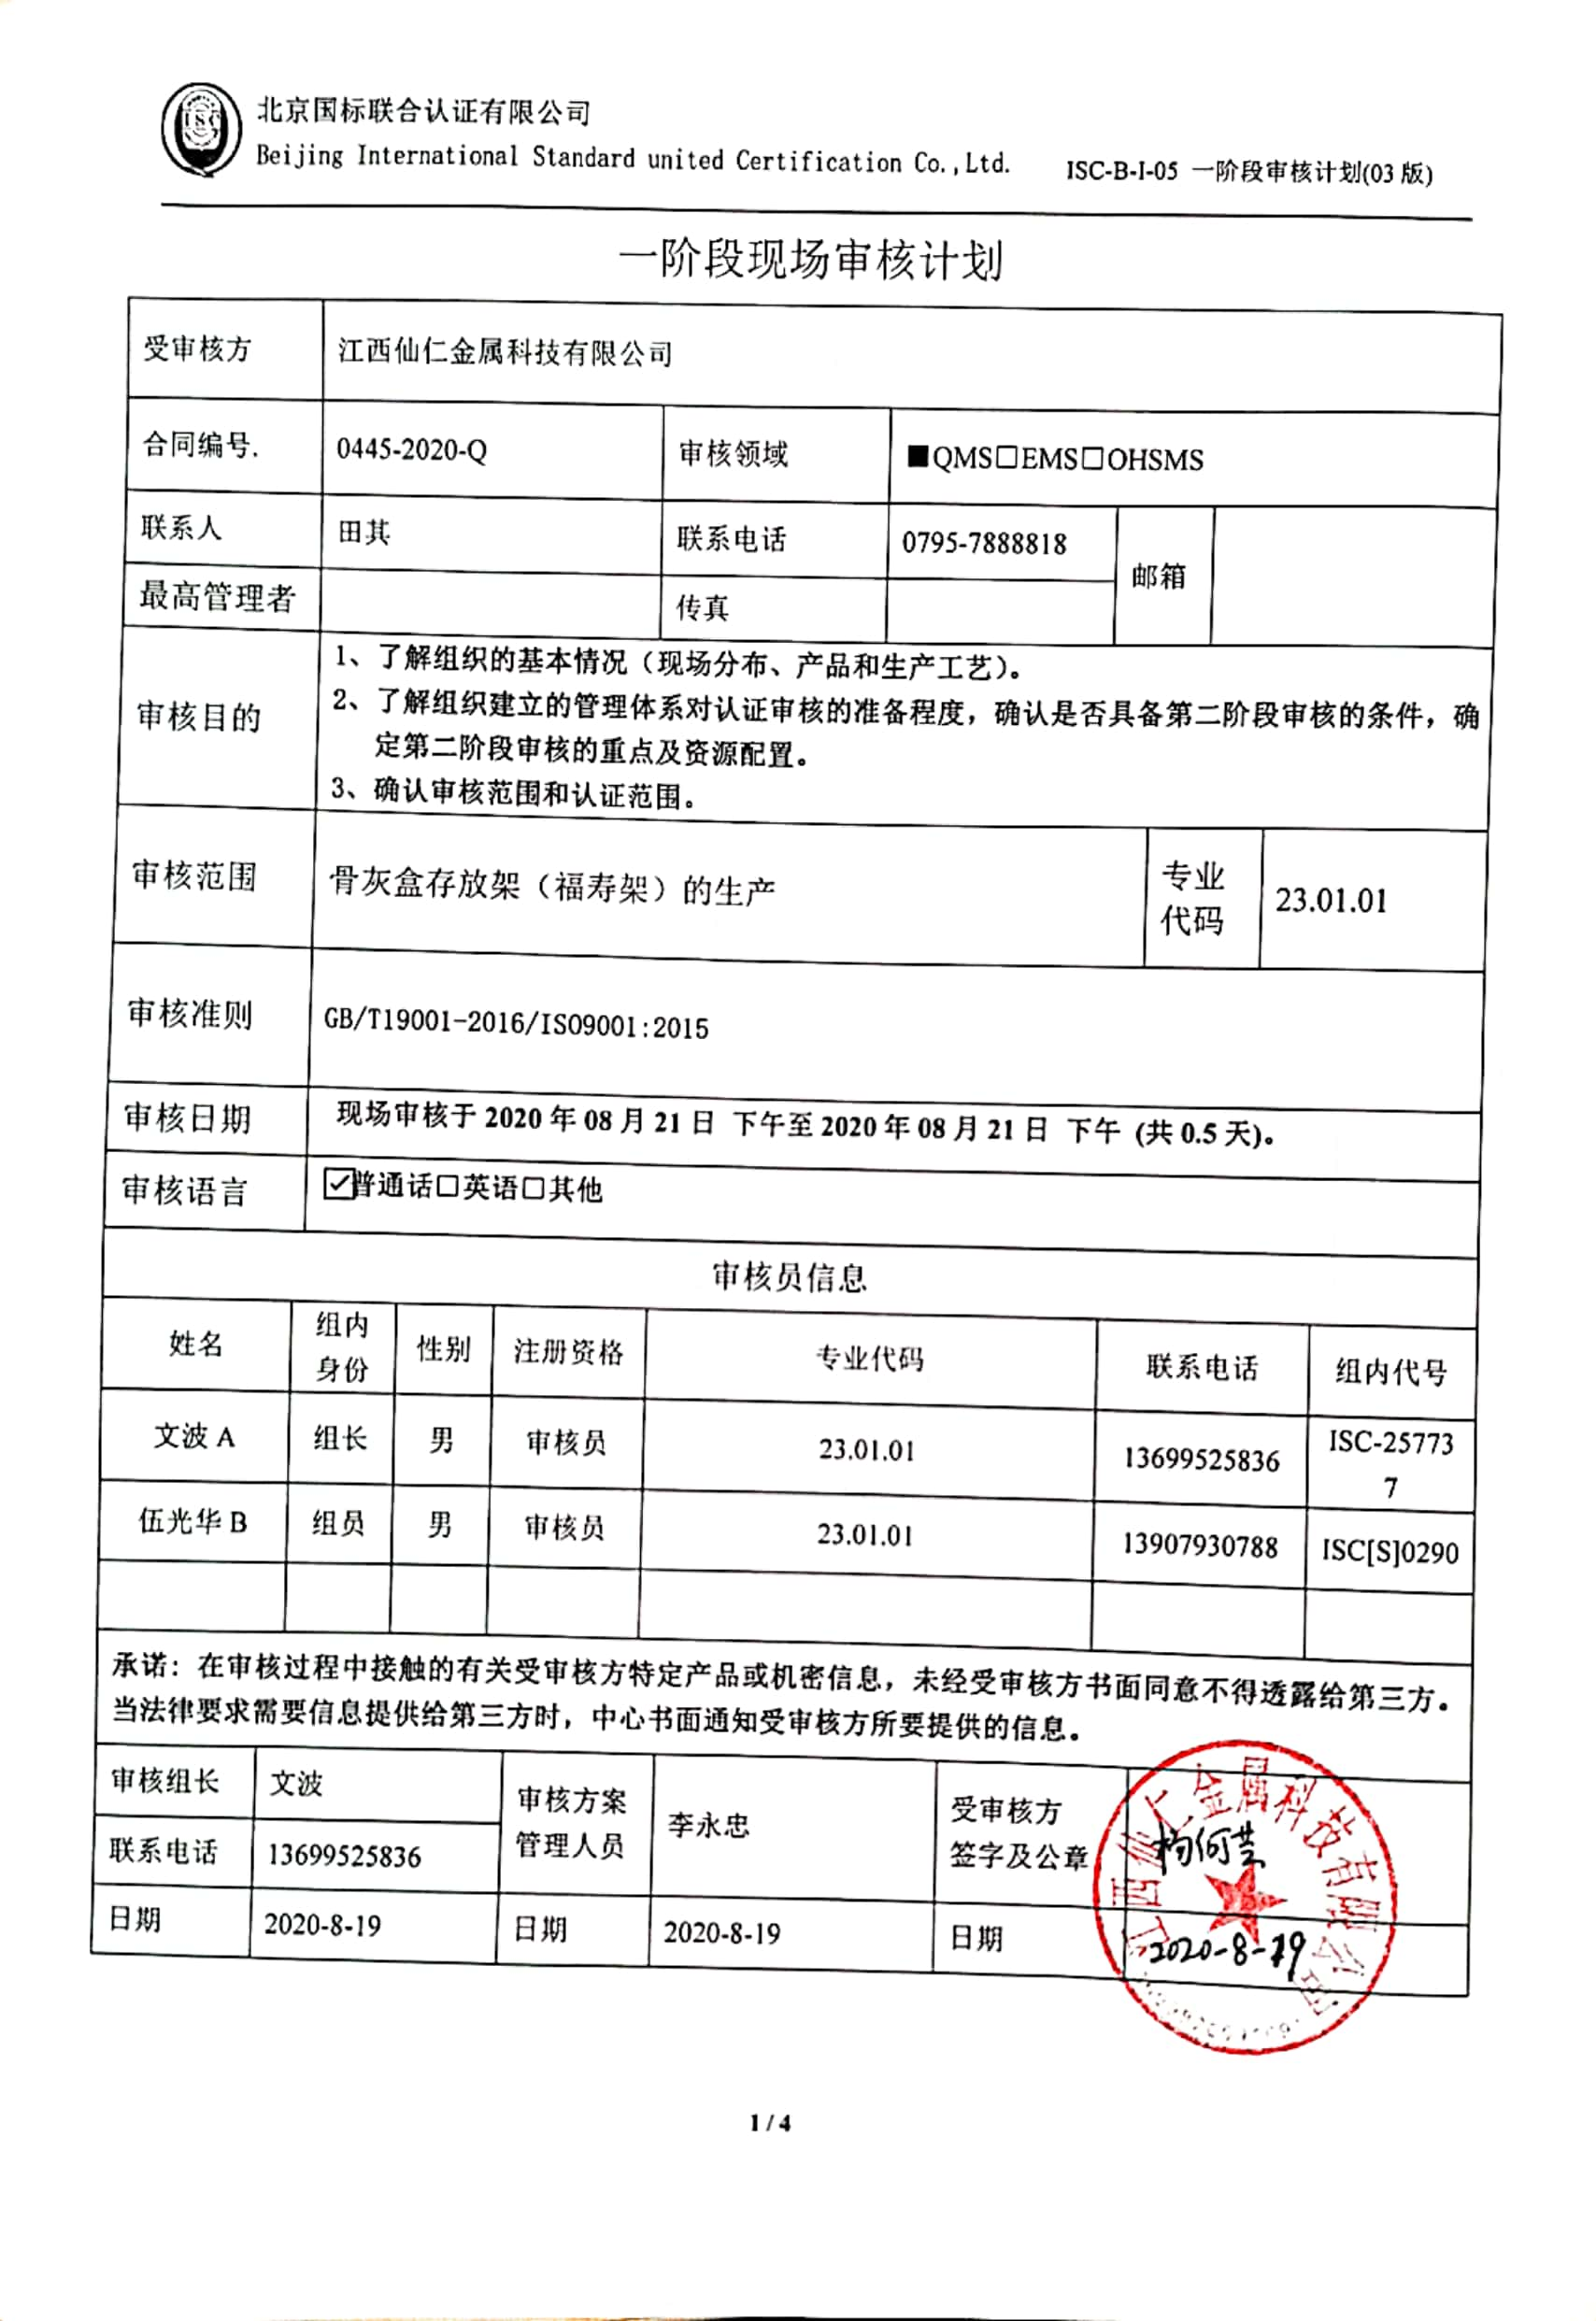 北京国标联合认证有限公司
Beijing International Standard united Certification Co.,Ltd. ISC-B-I-05 一阶段审核计划(03 版)
一阶段现场审核计划
受审核方 江西仙仁金属科技有限公司
合同编号. 0445-2020-Q 审核领域 ■QMS□EMS□OHSMS
联系人 田其 联系电话 0795-7888818 邮箱
最高管理者 传真
审核目的
1、了解组织的基本情况（现场分布、产品和生产工艺）。
2、了解组织建立的管理体系对认证审核的准备程度，确认是否具备第二阶段审核的条件，确
定第二阶段审核的重点及资源配置。
3、确认审核范围和认证范围。
审核范围 骨灰盒存放架（福寿架）的生产 专业
代码 23.01.01
审核准则 GB/T19001-2016/ISO9001:2015
审核日期 现场审核于 2020 年 08 月 21 日 下午至 2020 年 08 月 21 日 下午 (共 0.5 天)。
审核语言 ☑普通话□英语□其他
审核员信息
姓名 组内
身份 性别 注册资格 专业代码 联系电话 组内代号
文波 A 组长 男 审核员 23.01.01 13699525836 ISC-25773
7
伍光华 B 组员 男 审核员 23.01.01 13907930788 ISC[S]0290
承诺：在审核过程中接触的有关受审核方特定产品或机密信息，未经受审核方书面同意不得透露给第三方。
当法律要求需要信息提供给第三方时，中心书面通知受审核方所要提供的信息。
审核组长 文波 审核方案
管理人员 李永忠 受审核方
签字及公章
联系电话 13699525836
日期 2020-8-19 日期 2020-8-19 日期 2020-8-19
江西仙仁金属科技有限公司
1 / 4